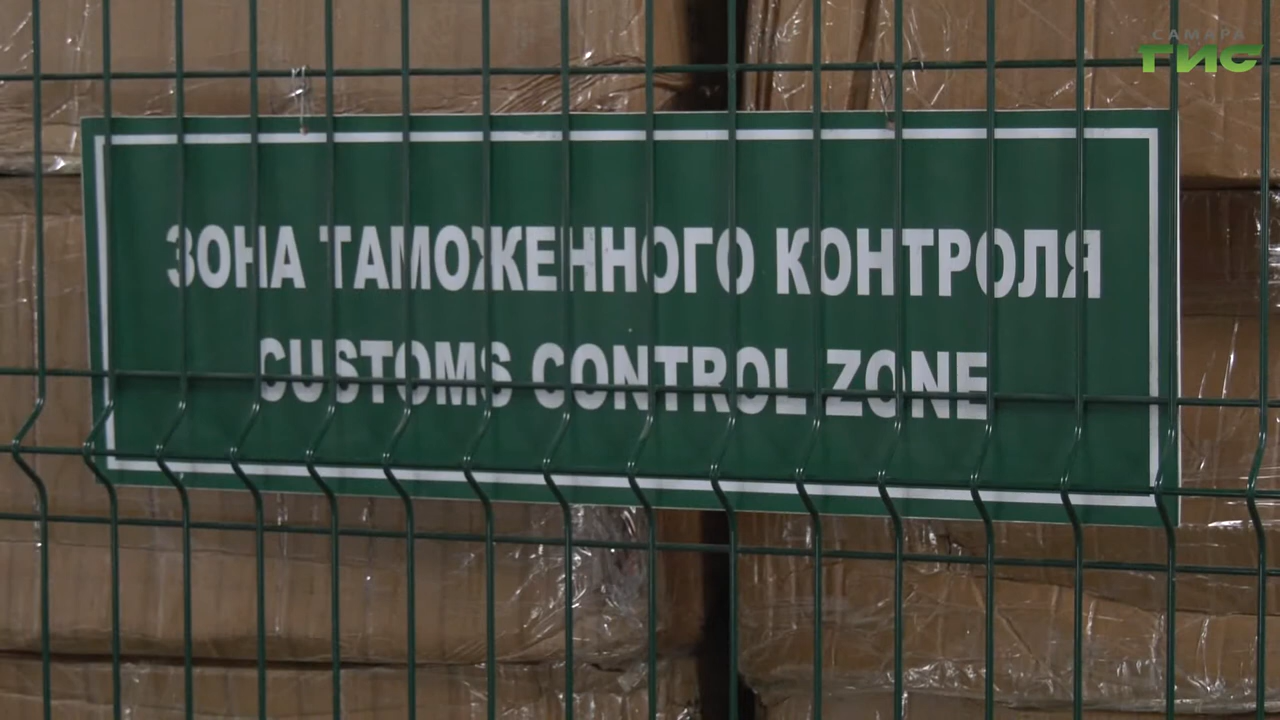 САМАРА
ГИС
ЗОНА ТАМОЖЕННОГО КОНТРОЛЯ
CUSTOMS CONTROL ZONE